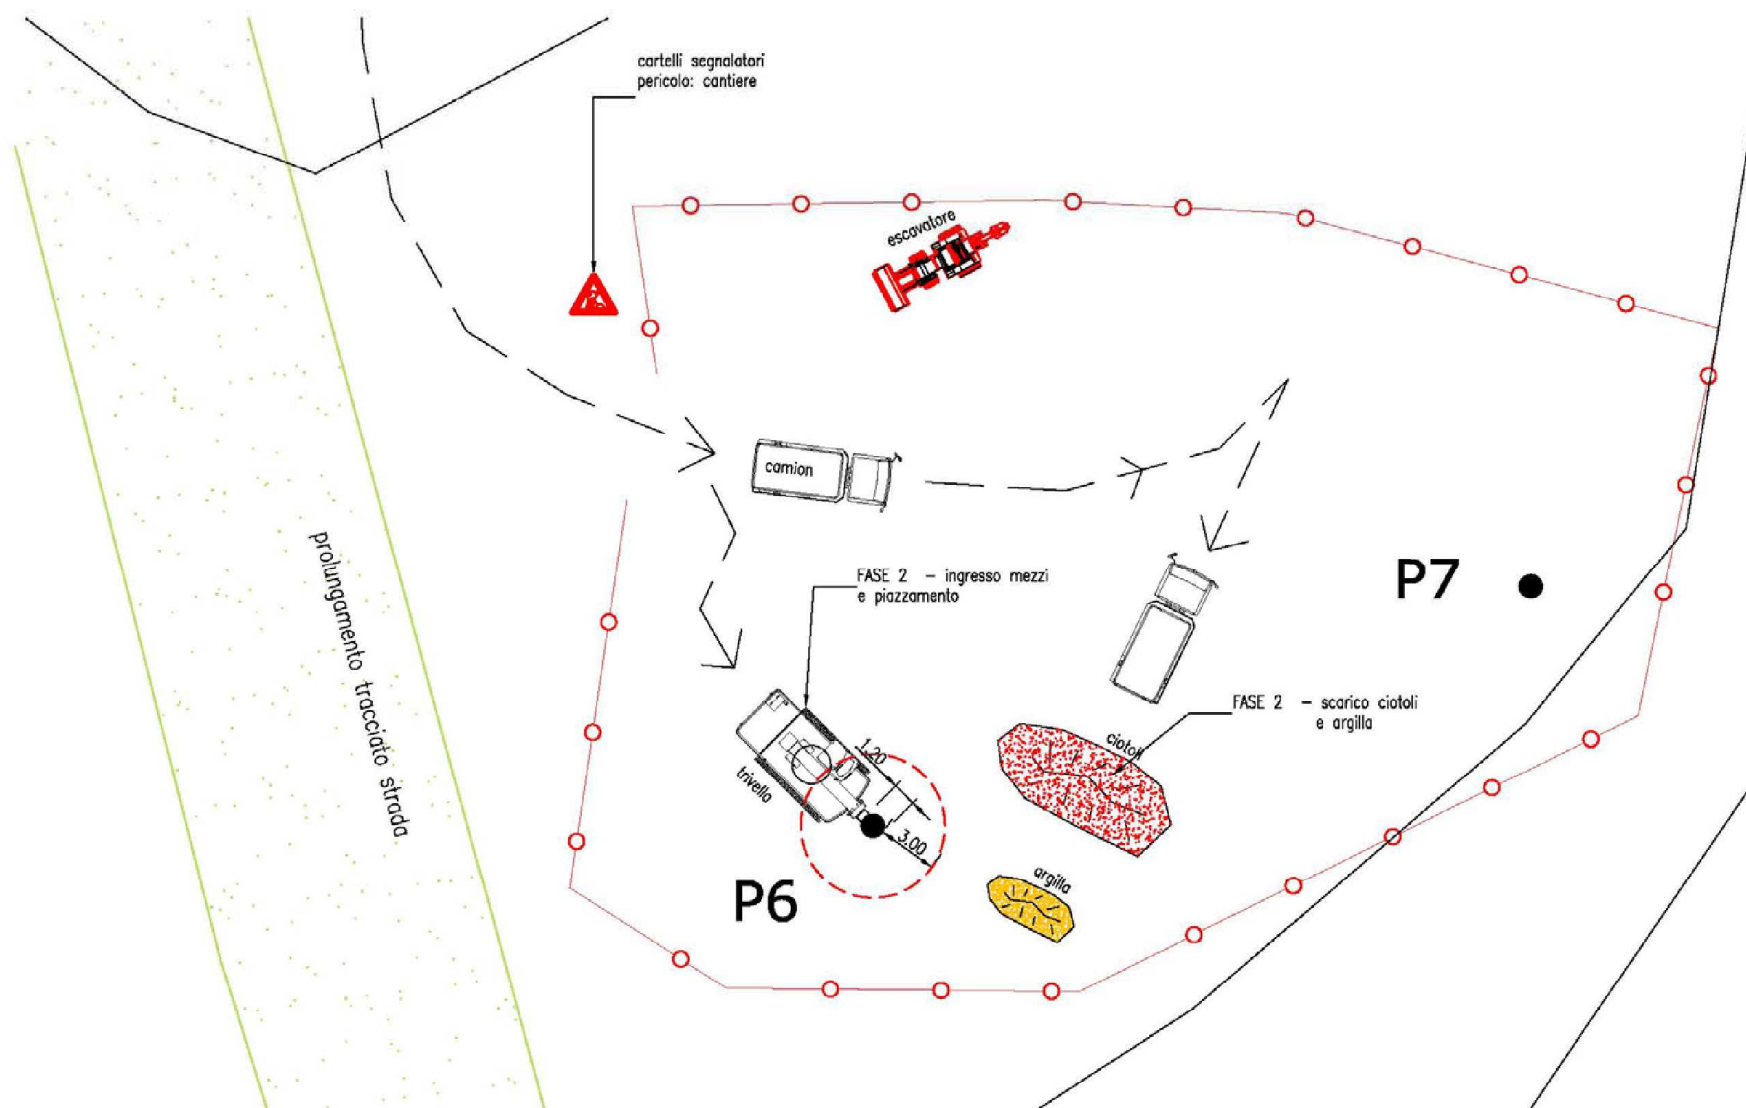 cartelli segnalatori
pericolo: cantiere
escavatore
camion
prolungamento tracciato strada
FASE 2 – ingresso mezzi
e piazzamento
P7
FASE 2 – scarico ciotoli
e argilla
ciotoli
1.20
trivella
3.00
P6
argilla